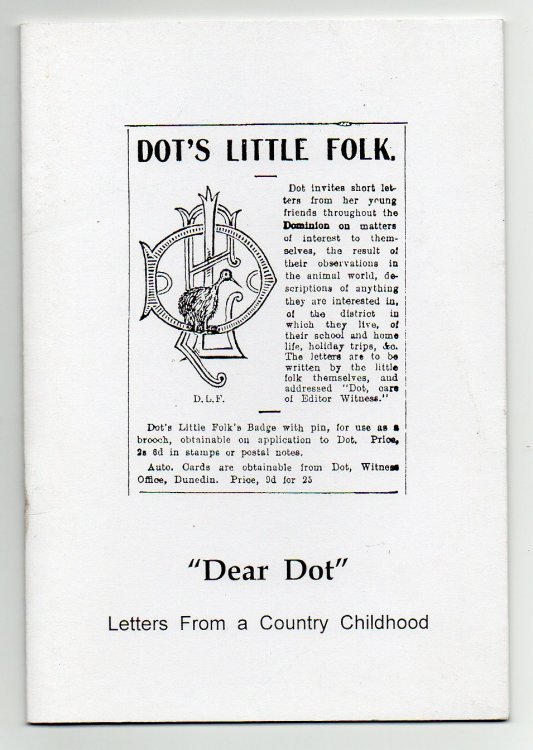 DOT'S LITTLE FOLK.
Dot invites short let-
ters from her young
friends throughout the
Dominion on matters
of interest to them-
selves, the result of
their observations in
the animal world, de-
scriptions of anything
they are interested in,
of the district in
which they live, of
their school and home
life, holiday trips, &c.
The letters are to be
written by the little
folk themselves, and
addressed "Dot, care
of Editor Witness."
D.L.F.
Dot's Little Folk's Badge with pin, for use as a
brooch, obtainable on application to Dot. Price,
2s 6d in stamps or postal notes.
Auto. Cards are obtainable from Dot, Witness
Office, Dunedin. Price, 9d for 25
"Dear Dot"
Letters From a Country Childhood